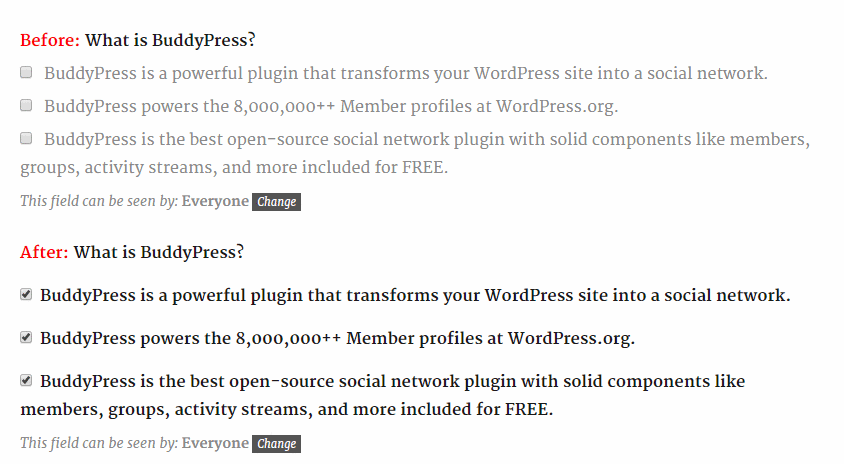 Before: What is BuddyPress?
BuddyPress is a powerful plugin that transforms your WordPress site into a social network.
BuddyPress powers the 8,000,000++ Member profiles at WordPress.org.
BuddyPress is the best open-source social network plugin with solid components like members,
groups, activity streams, and more included for FREE.
This field can be seen by: Everyone Change
After: What is BuddyPress?
BuddyPress is a powerful plugin that transforms your WordPress site into a social network.
BuddyPress powers the 8,000,000++ Member profiles at WordPress.org.
BuddyPress is the best open-source social network plugin with solid components like
members, groups, activity streams, and more included for FREE.
This field can be seen by: Everyone Change